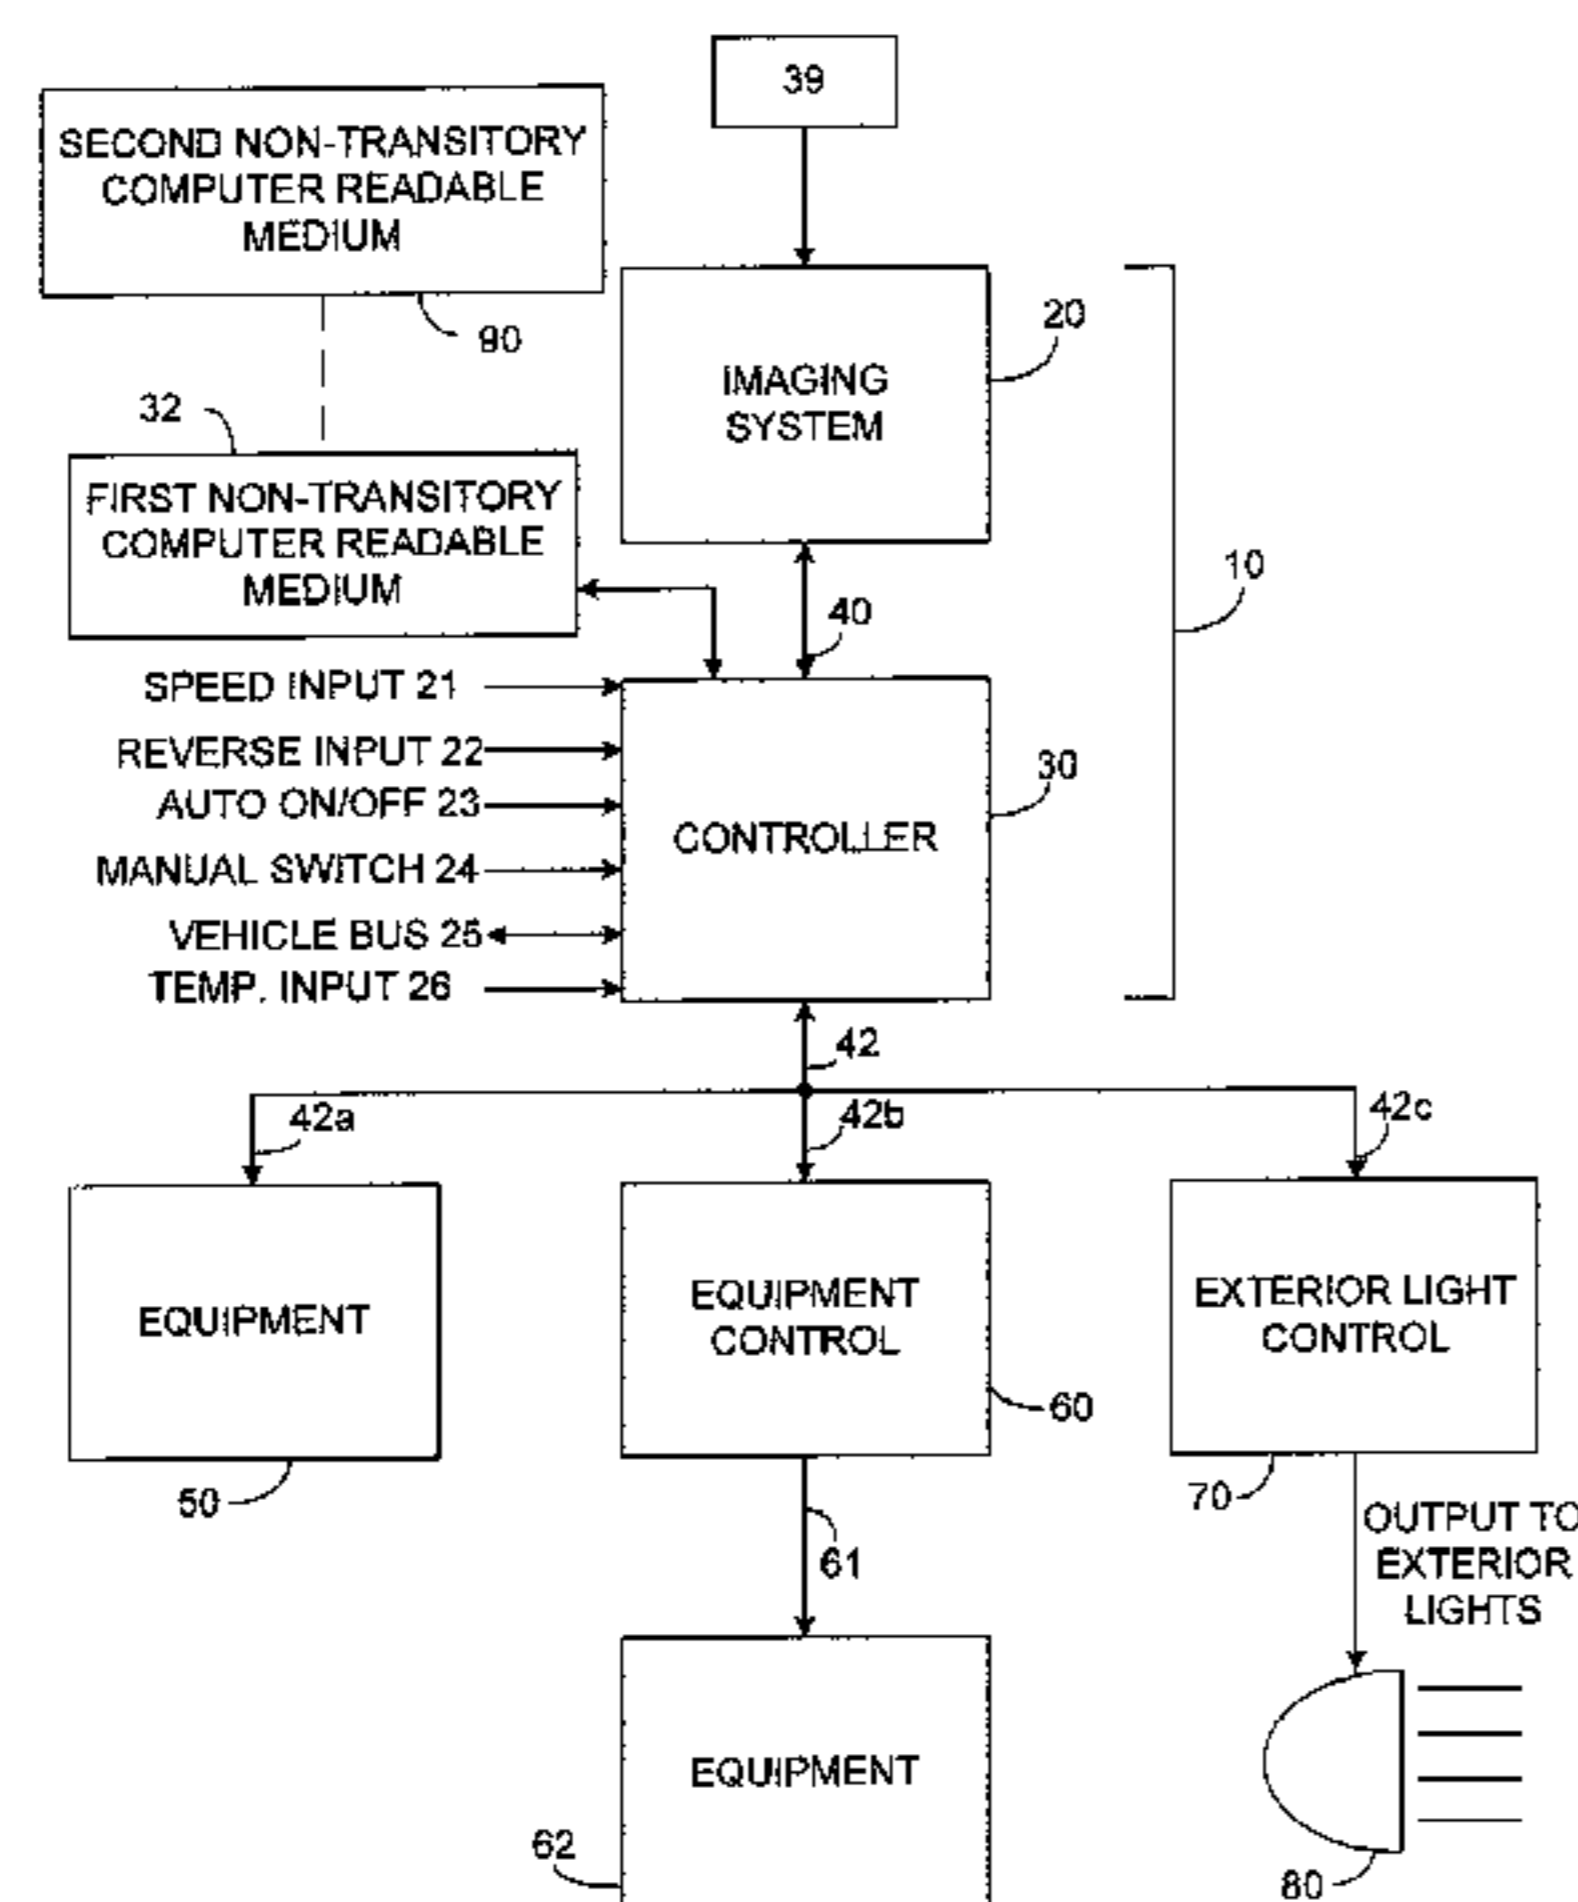 39
SECOND NON-TRANSITORY
COMPUTER READABLE
MEDIUM
90
20
IMAGING
SYSTEM
32
FIRST NON-TRANSITORY
COMPUTER READABLE
MEDIUM
10
40
SPEED INPUT 21
REVERSE INPUT 22
AUTO ON/OFF 23
MANUAL SWITCH 24
VEHICLE BUS 25
TEMP. INPUT 26
30
CONTROLLER
42
42a
42b
42c
EQUIPMENT
50
EQUIPMENT
CONTROL
60
EXTERIOR LIGHT
CONTROL
70
61
OUTPUT TO
EXTERIOR
LIGHTS
EQUIPMENT
62
80